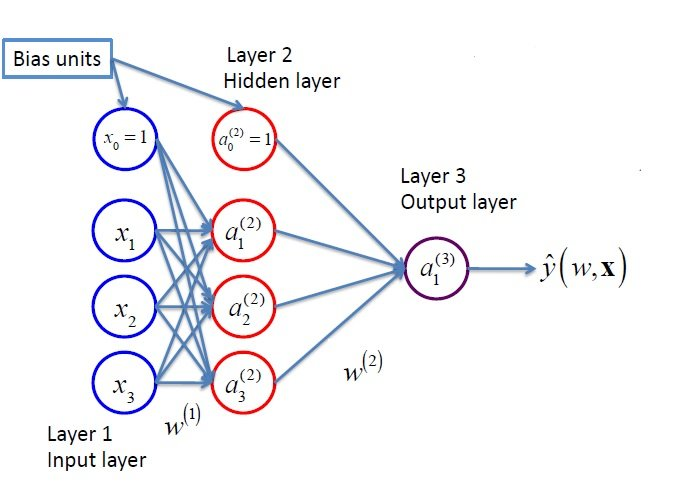 Bias units
Layer 2
Hidden layer
x₀ = 1
a₀⁽²⁾ = 1
Layer 3
Output layer
x₁
a₁⁽²⁾
a₁⁽³⁾
ŷ(w,𝐱)
x₂
a₂⁽²⁾
x₃
a₃⁽²⁾
w⁽²⁾
w⁽¹⁾
Layer 1
Input layer